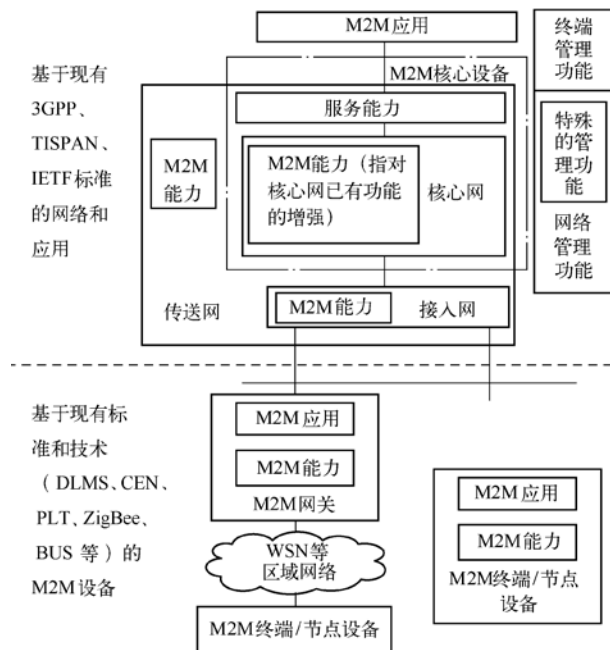 M2M应用
终端
管理
功能
M2M核心设备
基于现有
3GPP、
TISPAN、
IETF标准
的网络和
应用
服务能力
特殊的
管理功
能
M2M
能力
M2M能力（指对
核心网已有功能
的增强）
核心网
网络
管理
功能
传送网
M2M能力
接入网
基于现有标
准和技术
（DLMS、CEN、
PLT、ZigBee、
BUS 等）的
M2M设备
M2M应用
M2M能力
M2M网关
WSN等
区域网络
M2M终端/节点设备
M2M应用
M2M能力
M2M终端/节点
设备